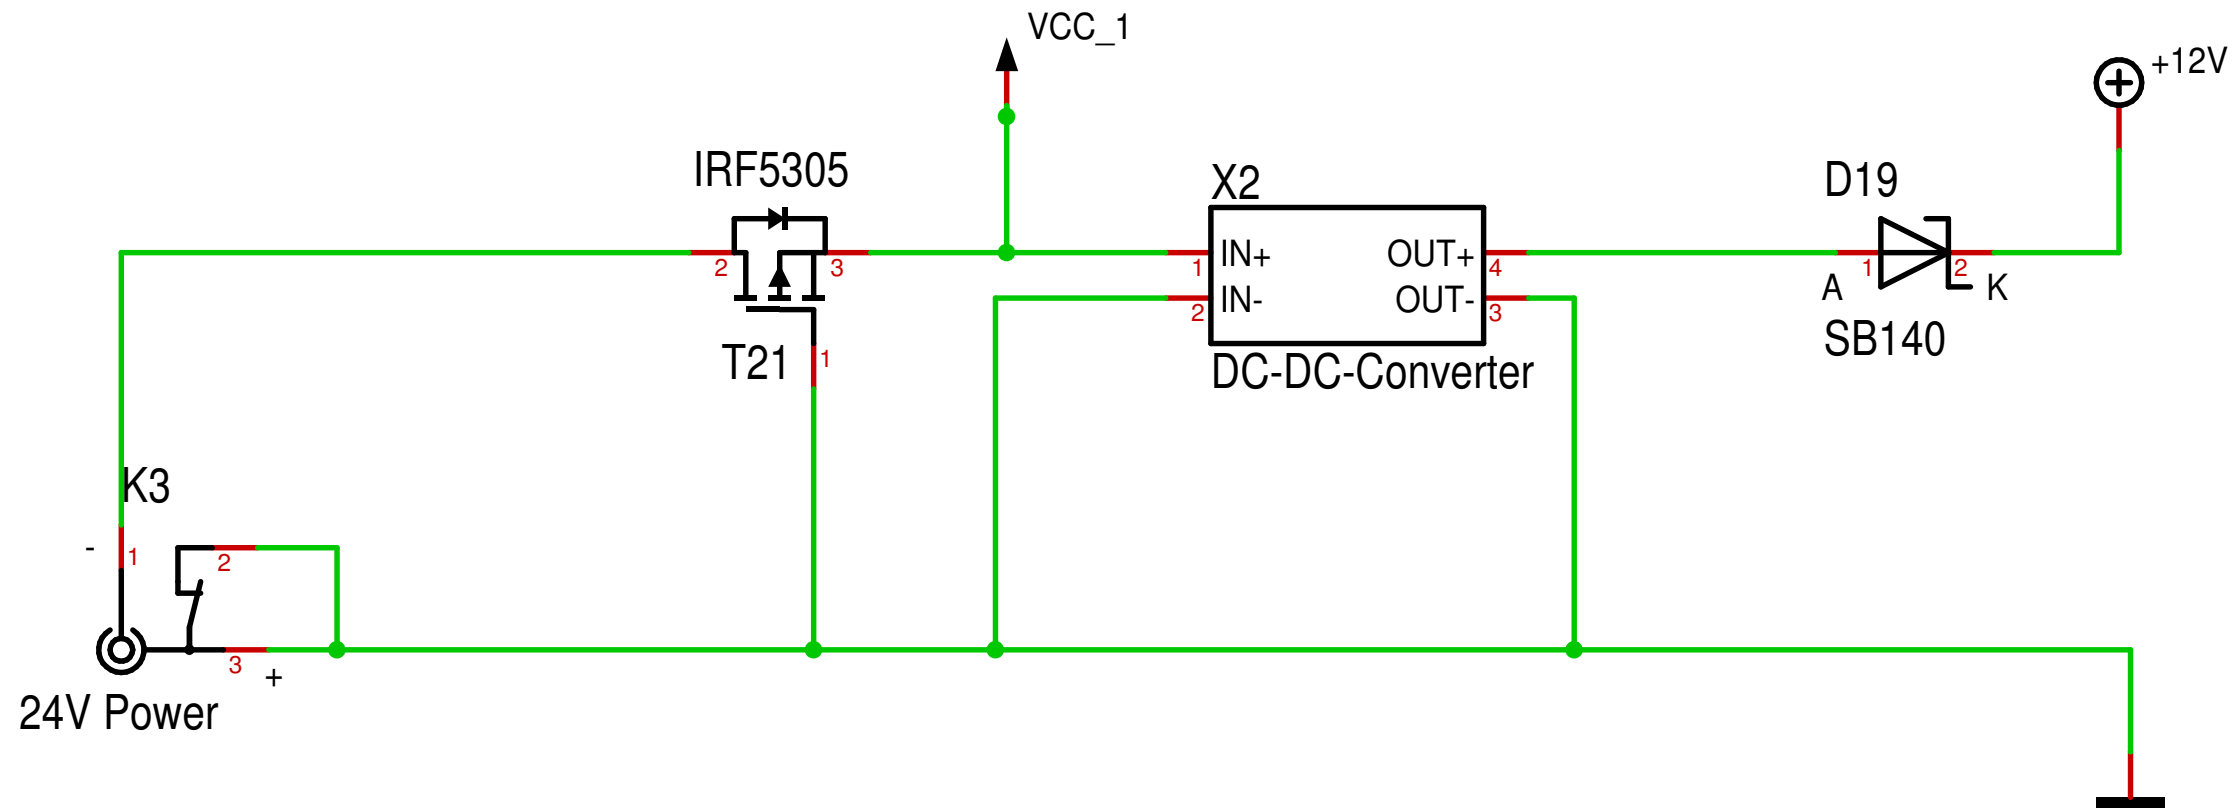 VCC_1
+12V
IRF5305
X2
D19
2
3
1
IN+
OUT+
4
1
2
2
IN-
OUT-
3
A
K
T21
1
DC-DC-Converter
SB140
K3
-
1
2
3
+
24V Power